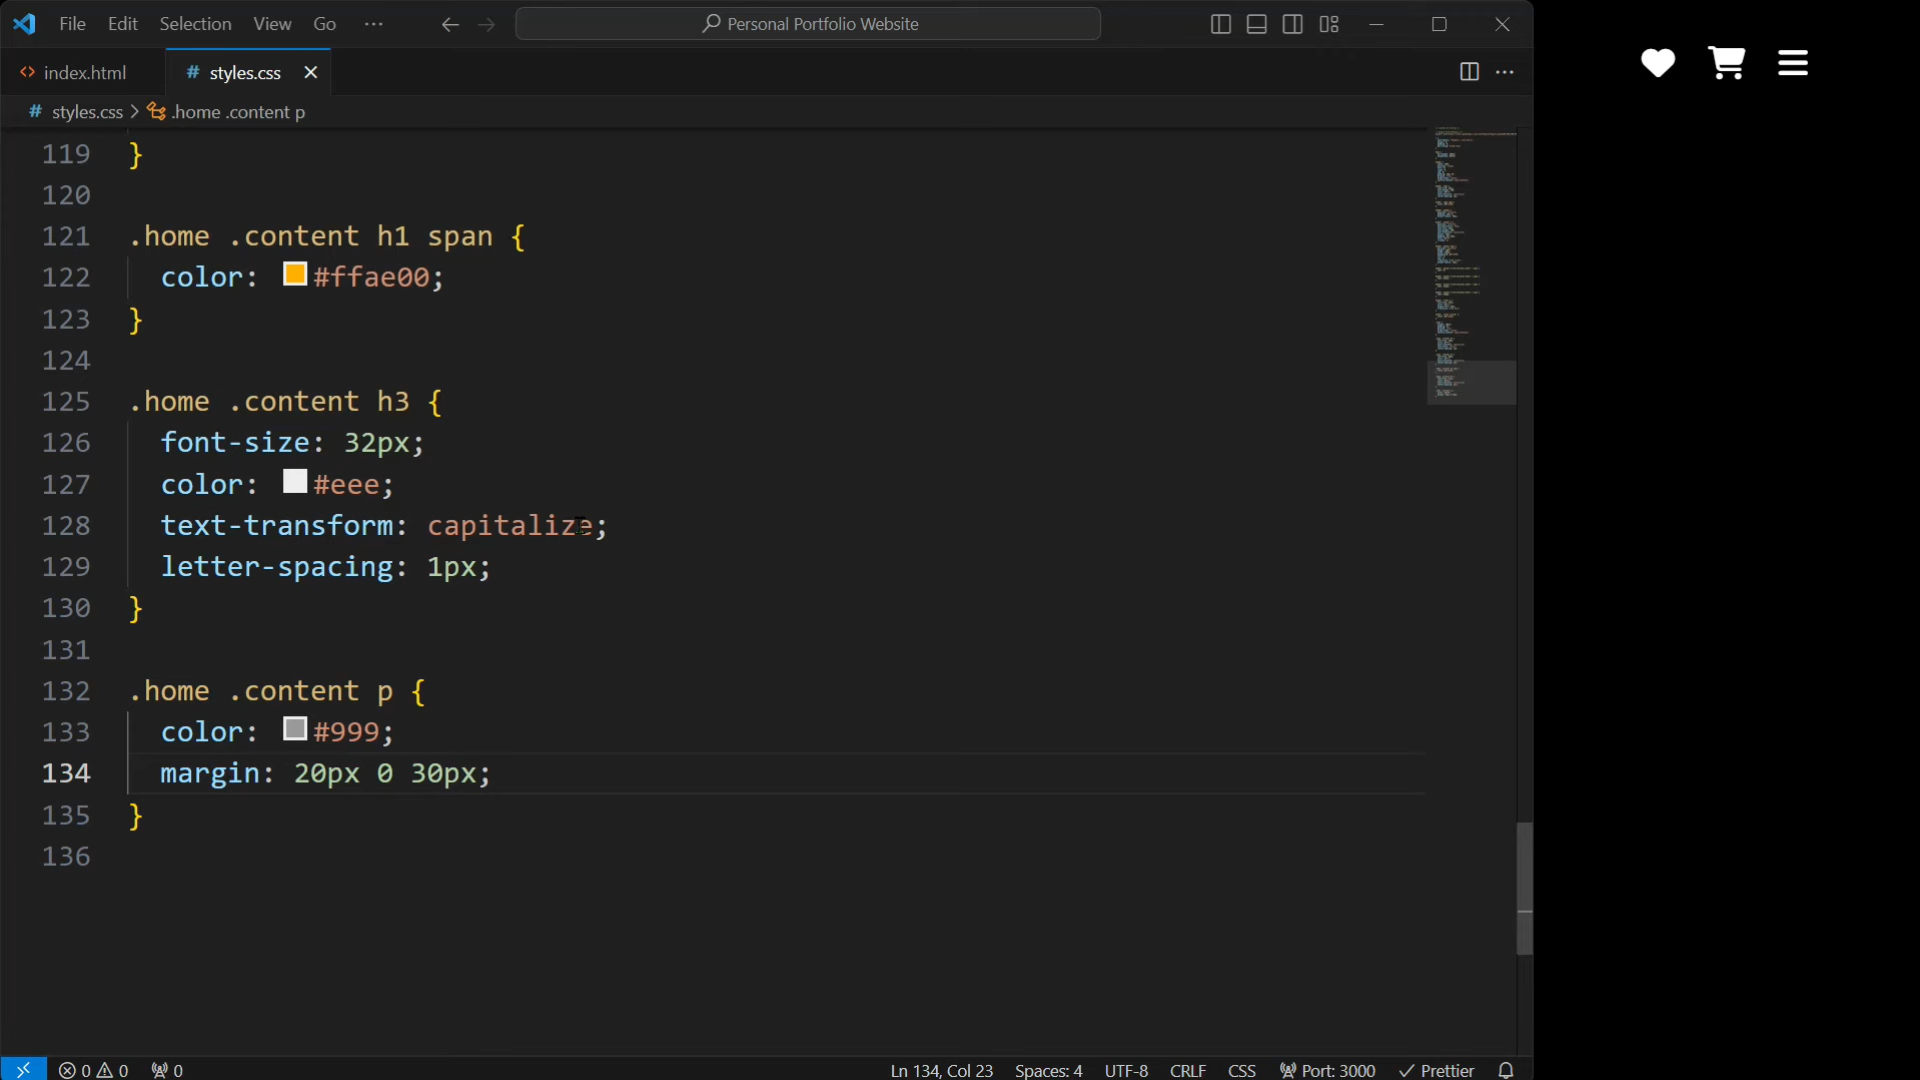 File Edit Selection View Go ··· Personal Portfolio Website
index.html # styles.css
# styles.css > .home .content p
119 }
120
121 .home .content h1 span {
122 color: #ffae00;
123 }
124
125 .home .content h3 {
126 font-size: 32px;
127 color: #eee;
128 text-transform: capitalize;
129 letter-spacing: 1px;
130 }
131
132 .home .content p {
133 color: #999;
134 margin: 20px 0 30px;
135 }
136
0 0 0 Ln 134, Col 23 Spaces: 4 UTF-8 CRLF CSS Port: 3000 Prettier